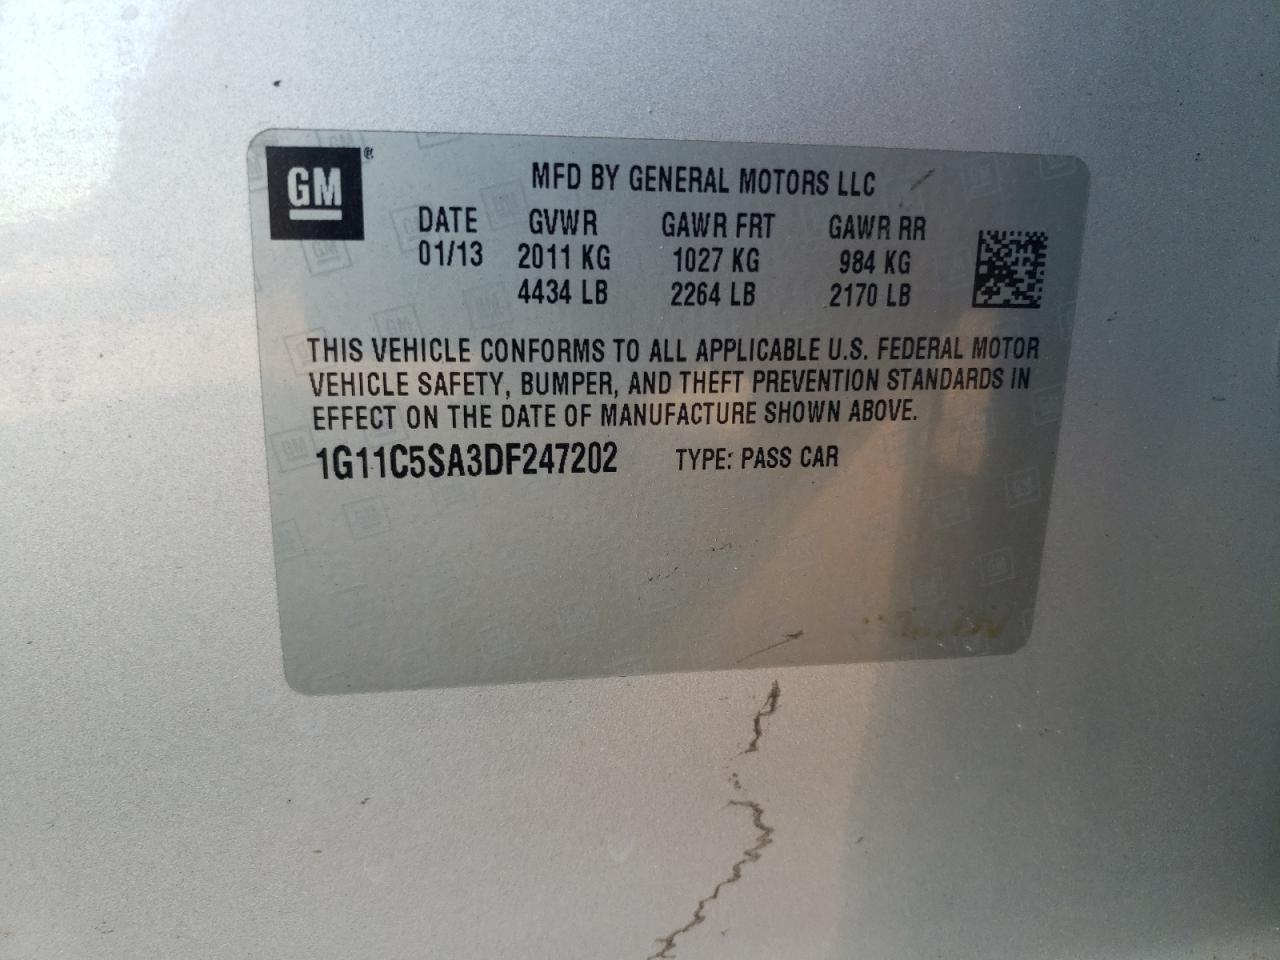 GM®
MFD BY GENERAL MOTORS LLC
DATE GVWR GAWR FRT GAWR RR
01/13 2011 KG 1027 KG 984 KG
4434 LB 2264 LB 2170 LB
THIS VEHICLE CONFORMS TO ALL APPLICABLE U.S. FEDERAL MOTOR
VEHICLE SAFETY, BUMPER, AND THEFT PREVENTION STANDARDS IN
EFFECT ON THE DATE OF MANUFACTURE SHOWN ABOVE.
1G11C5SA3DF247202 TYPE: PASS CAR